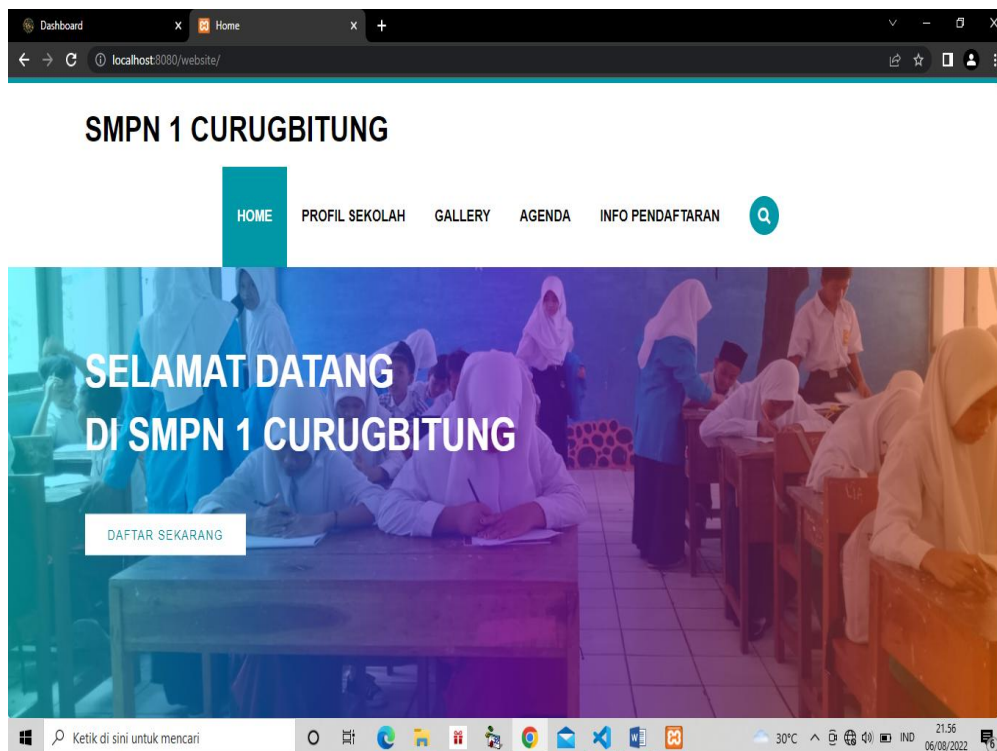 Dashboard
Home
localhost:8080/website/
SMPN 1 CURUGBITUNG
HOME PROFIL SEKOLAH GALLERY AGENDA INFO PENDAFTARAN
SELAMAT DATANG
DI SMPN 1 CURUGBITUNG
DAFTAR SEKARANG
Ketik di sini untuk mencari
30°C
IND
21.56
06/08/2022